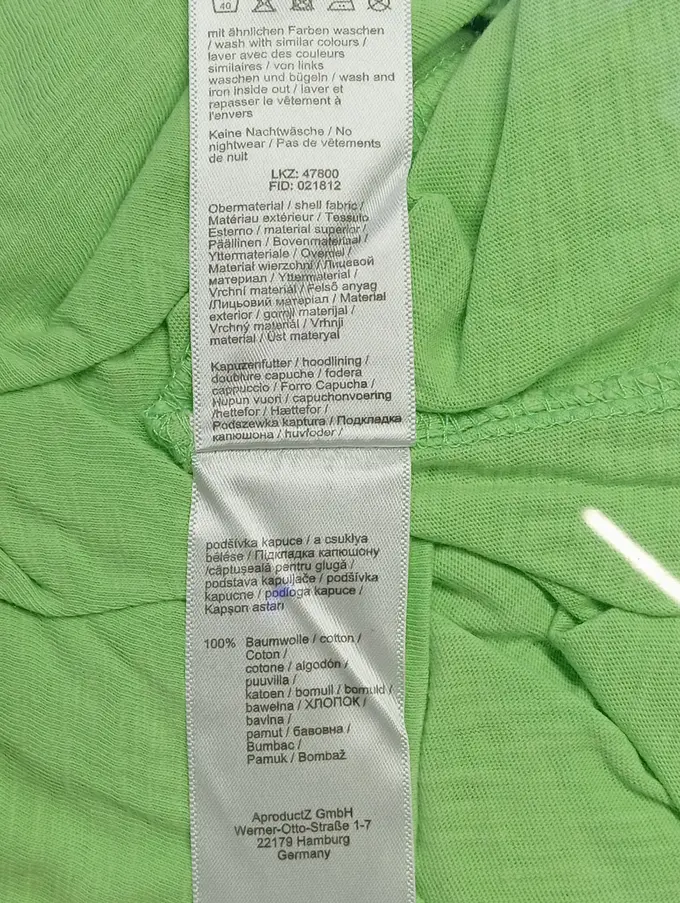 40
mit ähnlichen Farben waschen
/ wash with similar colours /
laver avec des couleurs
similaires / von links
waschen und bügeln / wash and
iron inside out / laver et
repasser le vêtement à
l'envers
Keine Nachtwäsche / No
nightwear / Pas de vêtements
de nuit
LKZ: 47800
FID: 021812
Obermaterial / shell fabric /
Matériau extérieur / Tessuto
Esterno / material superior /
Päällinen / Bovenmateriaal /
Yttermateriale / Overdel /
Material wierzchni / Лицевой
материал / Yttermaterial /
Vrchní materiál / Felső anyag
/Лицьовий матеріал / Material
exterior / gornji materijal /
Vrchný materiál / Vrhnji
material / Üst materyal
Kapuzenfutter / hoodlining /
doublure capuche / fodera
cappuccio / Forro Capucha /
Hupun vuori / capuchonvoering
/hettefor / Hættefor /
Podszewka kaptura / Подкладка
капюшона / huvfoder /
podšívka kapuce / a csuklya
bélése / Підкладка капюшону
/căptușeală pentru glugă /
podstava kapuljače / podšívka
kapucne / podloga kapuce /
Kapşon astarı
100% Baumwolle / cotton /
Coton /
cotone / algodón /
puuvilla /
katoen / bomull / bomuld /
bawełna / ХЛОПОК /
bavlna /
pamut / бавовна /
Bumbac /
Pamuk / Bombaž
AproductZ GmbH
Werner-Otto-Straße 1-7
22179 Hamburg
Germany